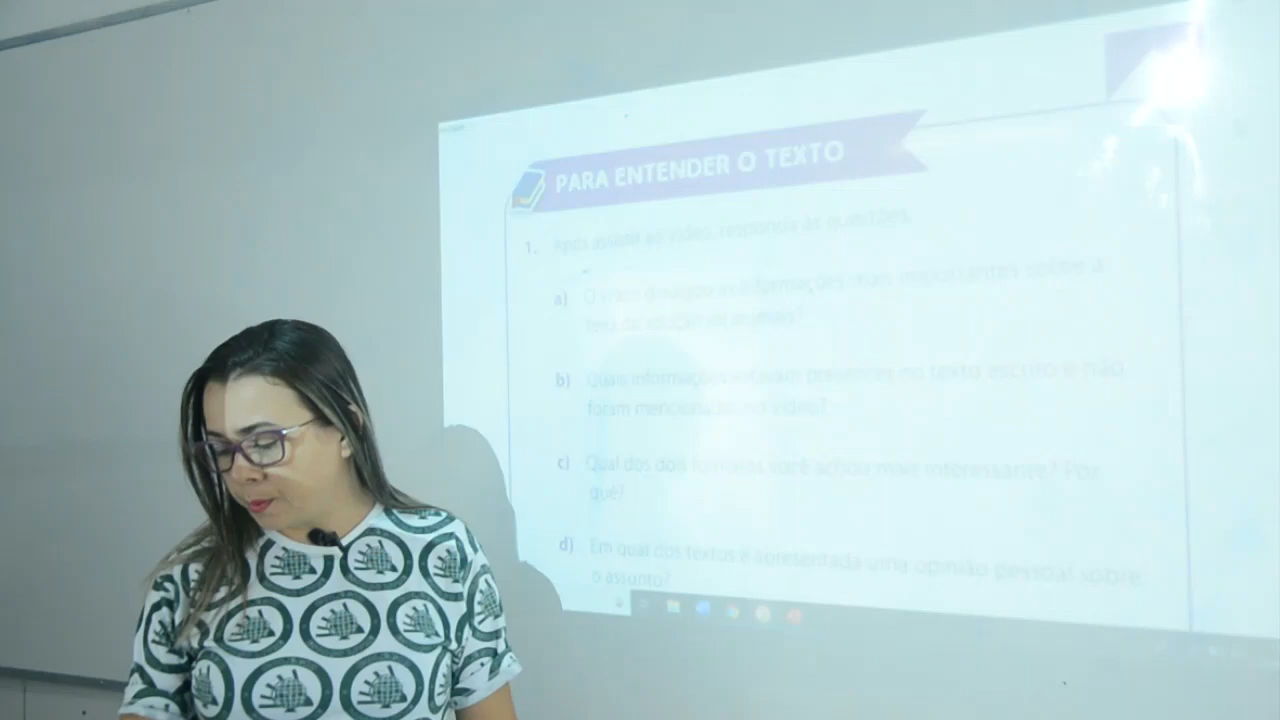 PARA ENTENDER O TEXTO
1. Após assistir ao vídeo, responda às questões.
a) O vídeo informações mais importantes sobre a
b) Quais informações estavam presentes no texto escrito e não
foram mencionadas no vídeo?
c) Qual dos dois formatos você achou mais interessante? Por
quê?
d) Em qual dos textos é apresentada uma opinião pessoal sobre
o assunto?